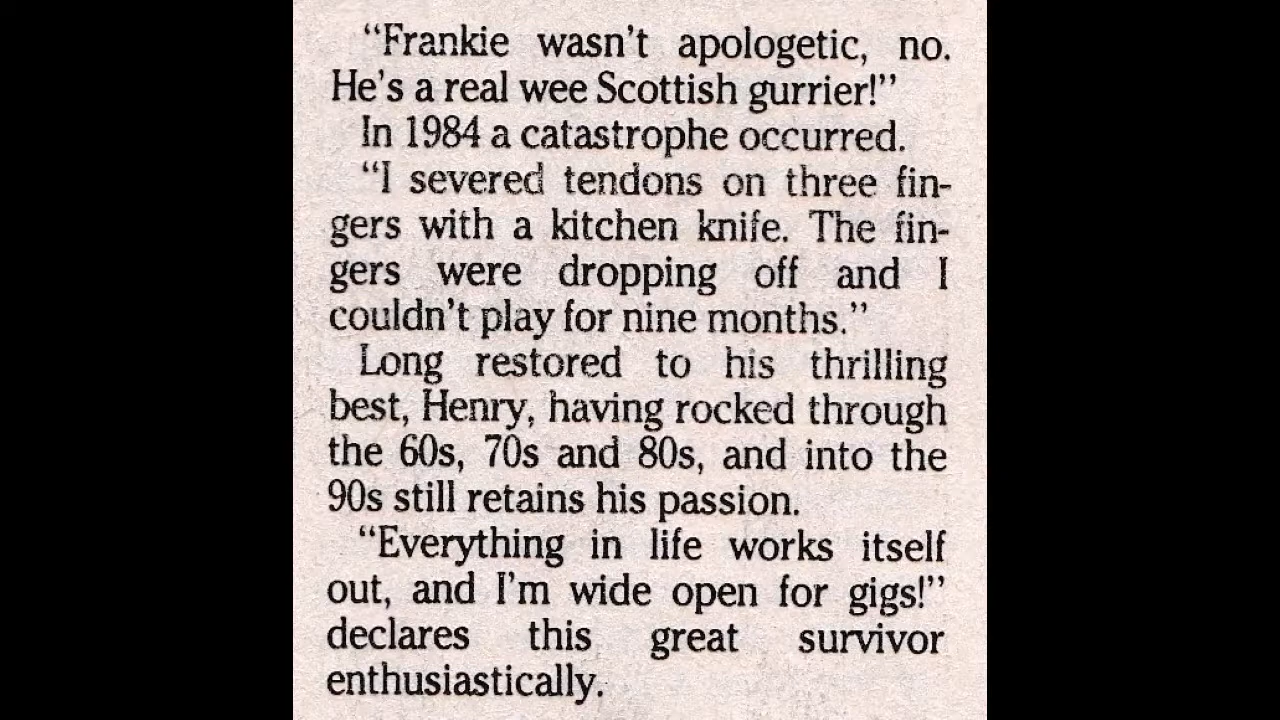 “Frankie wasn't apologetic, no.
He's a real wee Scottish gurrier!”
In 1984 a catastrophe occurred.
“I severed tendons on three fin-
gers with a kitchen knife. The fin-
gers were dropping off and I
couldn't play for nine months.”
Long restored to his thrilling
best, Henry, having rocked through
the 60s, 70s and 80s, and into the
90s still retains his passion.
“Everything in life works itself
out, and I'm wide open for gigs!”
declares this great survivor
enthusiastically.